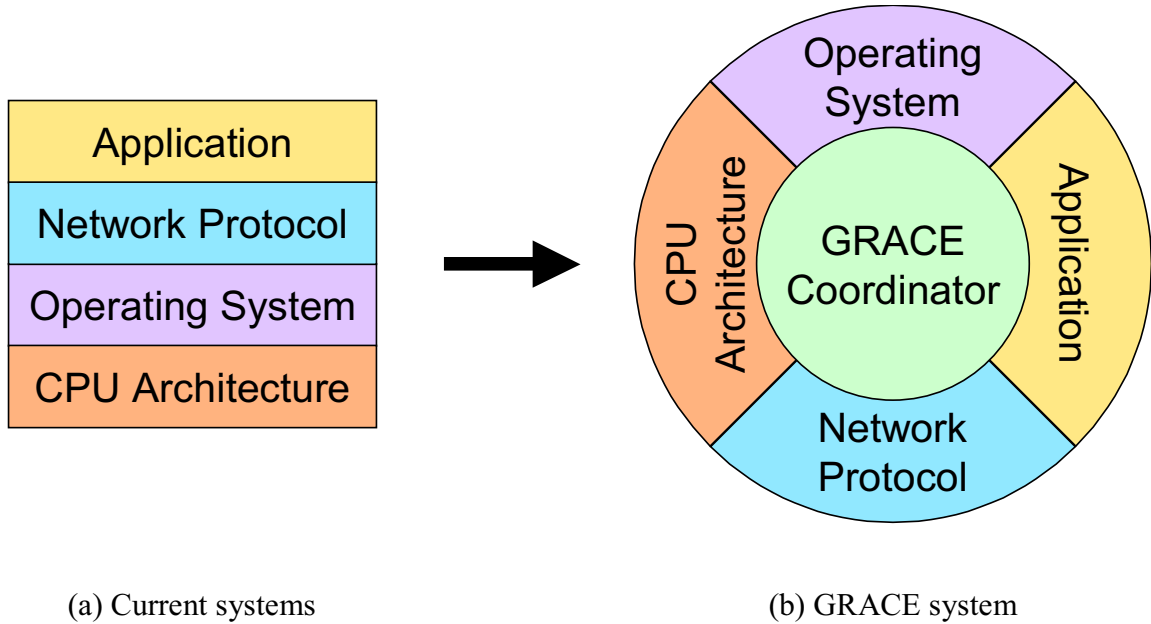 Application
Network Protocol
Operating System
CPU Architecture
Operating
System
CPU
Architecture
GRACE
Coordinator
Application
Network
Protocol
(a) Current systems
(b) GRACE system